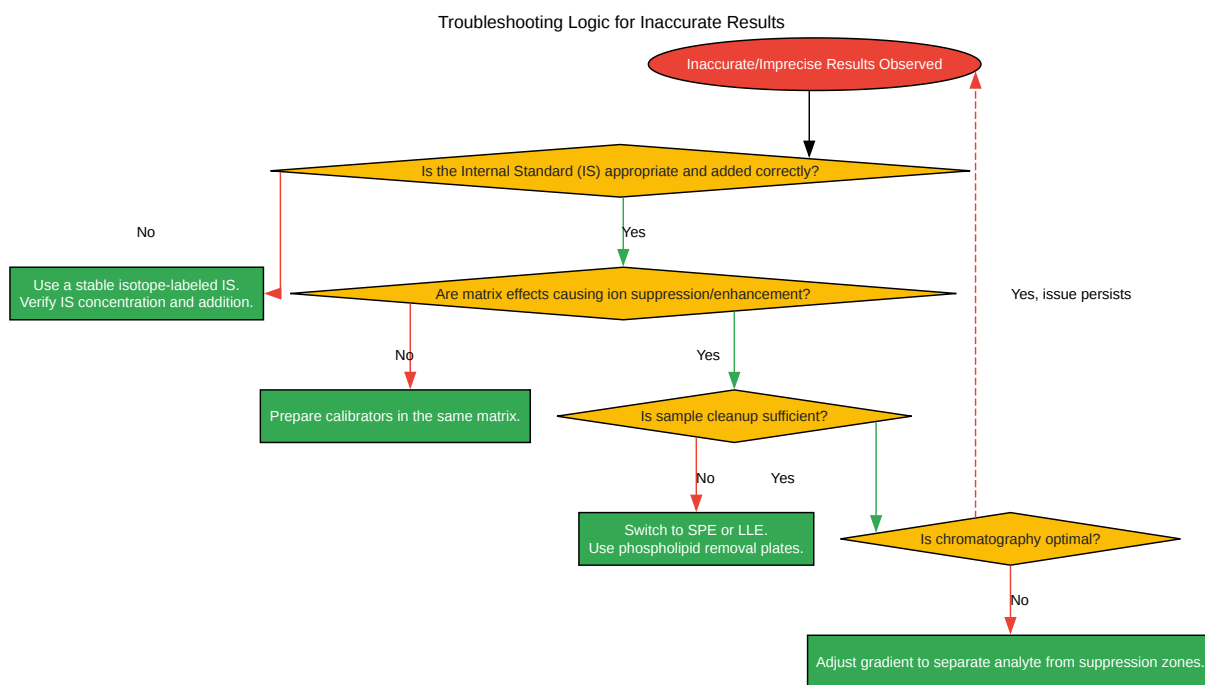 Troubleshooting Logic for Inaccurate Results
Inaccurate/Imprecise Results Observed
Is the Internal Standard (IS) appropriate and added correctly?
No
Yes
Use a stable isotope-labeled IS.
Verify IS concentration and addition.
Are matrix effects causing ion suppression/enhancement?
Yes, issue persists
No
Yes
Prepare calibrators in the same matrix.
Is sample cleanup sufficient?
No
Yes
Switch to SPE or LLE.
Use phospholipid removal plates.
Is chromatography optimal?
No
Adjust gradient to separate analyte from suppression zones.